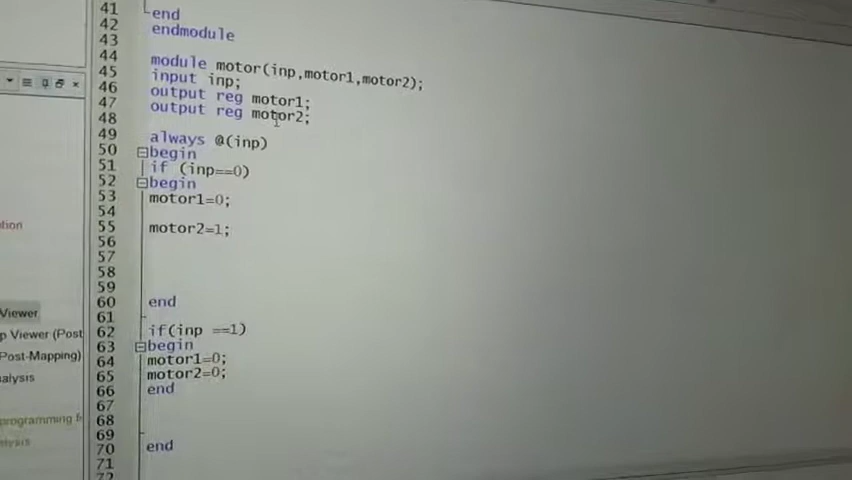 41 end
42 endmodule
43
44 module motor(inp,motor1,motor2);
45 input inp;
46 output reg motor1;
47 output reg motor2;
48
49 always @(inp)
50 begin
51 if (inp==0)
52 begin
53 motor1=0;
54
55 motor2=1;
56
57
58
59
60 end
61
62 if(inp ==1)
63 begin
64 motor1=0;
65 motor2=0;
66 end
67
68
69
70 end
71
72
Viewer
p Viewer (Post
Post-Mapping)
alysis
programming